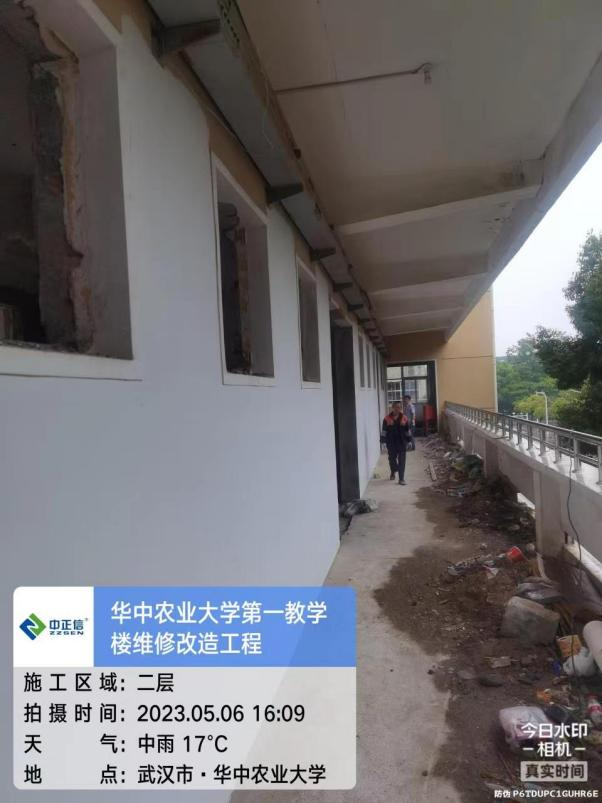 中正信
ZZSEN
华中农业大学第一教学
楼维修改造工程
施工区域：二层
拍摄时间：2023.05.06 16:09
天气：中雨 17℃
地点：武汉市·华中农业大学
今日水印
-相机-
真实时间
防伪 P6TDUPC1GUHR6E